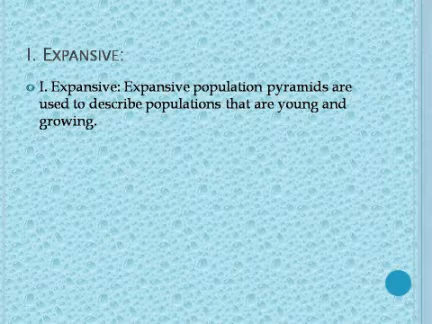 I. EXPANSIVE:
I. Expansive: Expansive population pyramids are
used to describe populations that are young and
growing.